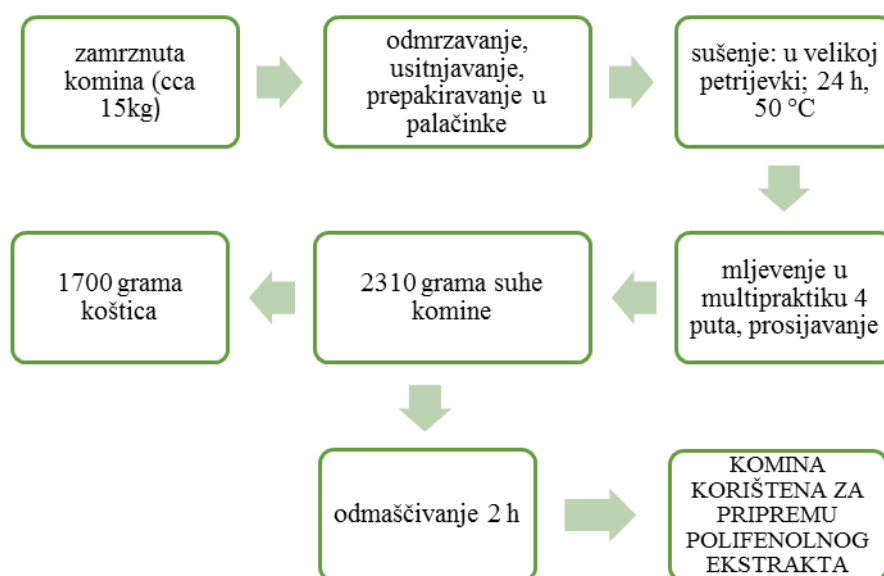 zamrznuta
komina (cca
15kg)
odmrzavanje,
usitnjavanje,
prepakiravanje u
palačinke
sušenje: u velikoj
petrijevki; 24 h,
50 °C
mljevenje u
multipraktiku 4
puta, prosijavanje
2310 grama suhe
komine
1700 grama
koštica
odmaščivanje 2 h
KOMINA
KORIŠTENA ZA
PRIPREMU
POLIFENOLNOG
EKSTRAKTA